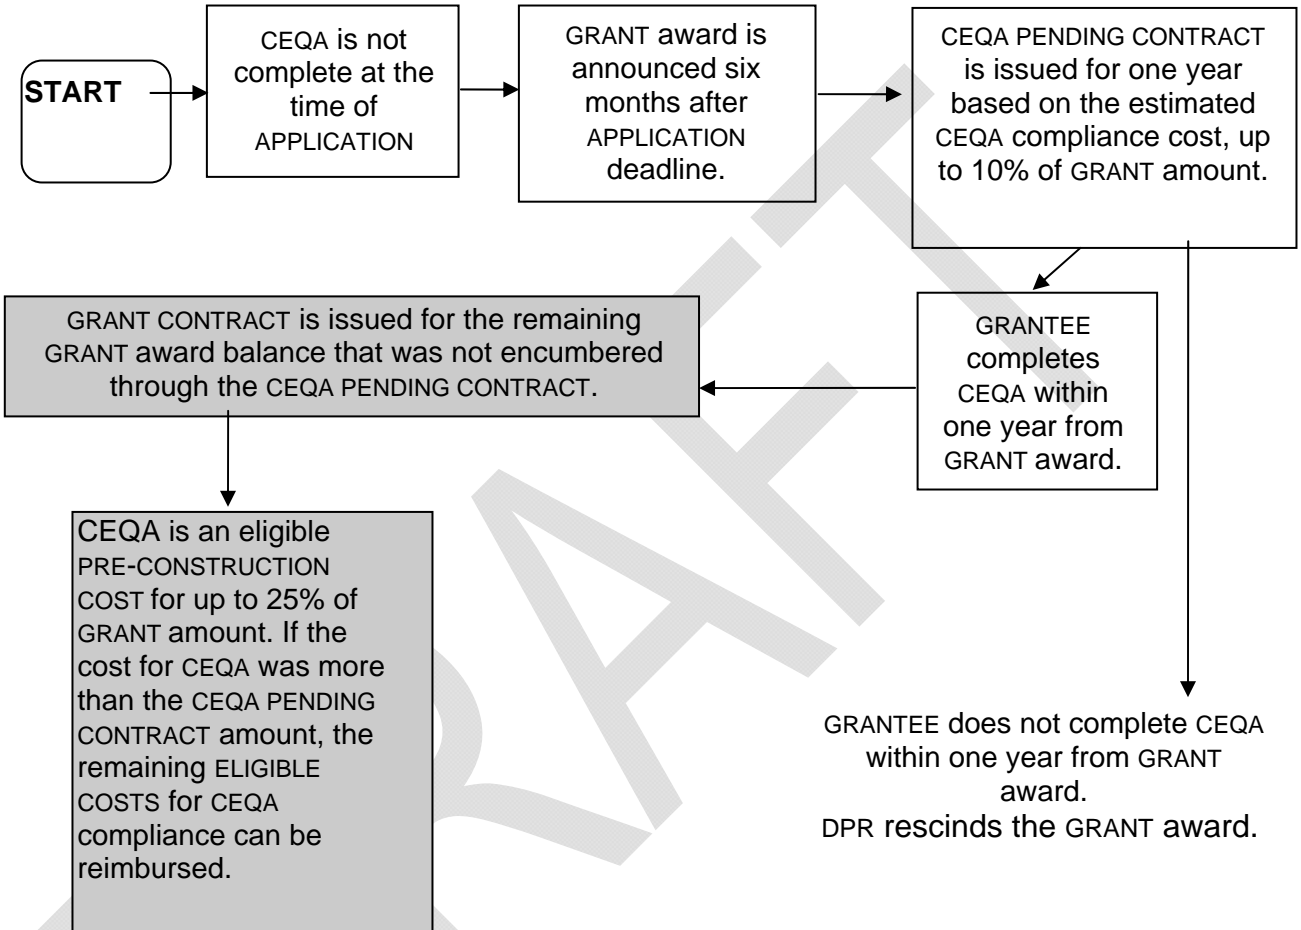 START
CEQA is not
complete at the
time of
APPLICATION
GRANT award is
announced six
months after
APPLICATION
deadline.
CEQA PENDING CONTRACT
is issued for one year
based on the estimated
CEQA compliance cost, up
to 10% of GRANT amount.
GRANT CONTRACT is issued for the remaining
GRANT award balance that was not encumbered
through the CEQA PENDING CONTRACT.
GRANTEE
completes
CEQA within
one year from
GRANT award.
CEQA is an eligible
PRE-CONSTRUCTION
COST for up to 25% of
GRANT amount. If the
cost for CEQA was more
than the CEQA PENDING
CONTRACT amount, the
remaining ELIGIBLE
COSTS for CEQA
compliance can be
reimbursed.
GRANTEE does not complete CEQA
within one year from GRANT
award.
DPR rescinds the GRANT award.
DRAFT